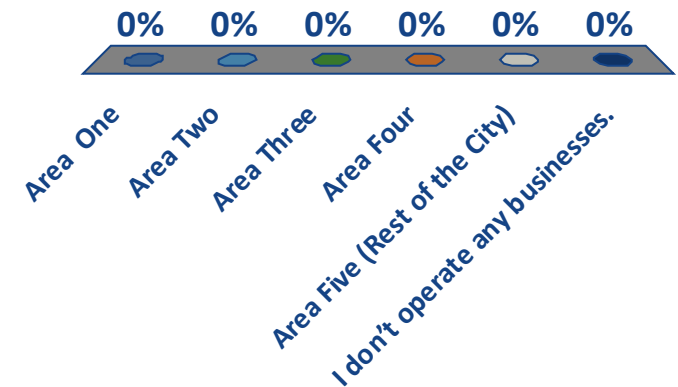 0% 0% 0% 0% 0% 0%
Area One
Area Two
Area Three
Area Four
Area Five (Rest of the City)
I don’t operate any businesses.